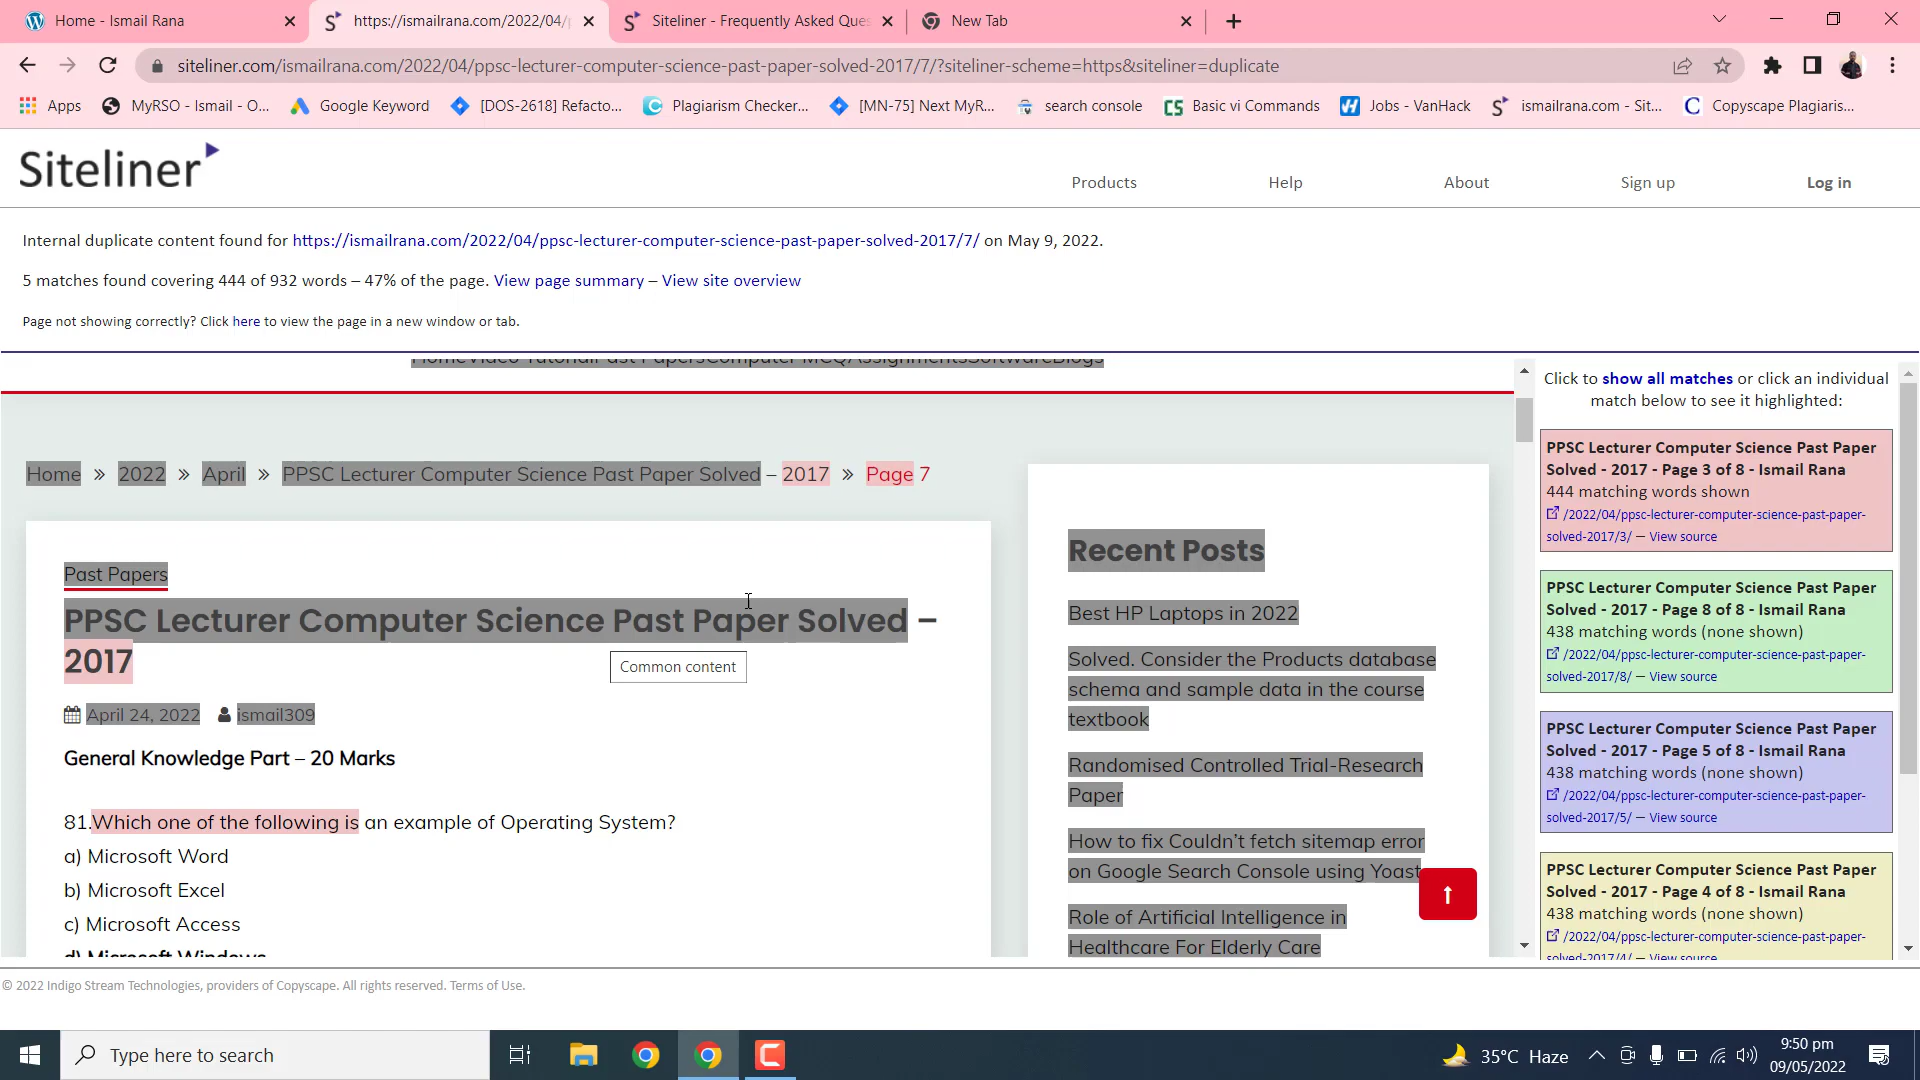 Home - Ismail Rana
https://ismailrana.com/2022/04/p
Siteliner - Frequently Asked Ques
New Tab
siteliner.com/ismailrana.com/2022/04/ppsc-lecturer-computer-science-past-paper-solved-2017/7/?siteliner-scheme=https&siteliner=duplicate
Apps
MyRSO - Ismail - O...
Google Keyword
[DOS-2618] Refacto...
Plagiarism Checker...
[MN-75] Next MyR...
search console
Basic vi Commands
Jobs - VanHack
ismailrana.com - Sit...
Copyscape Plagiaris...
Siteliner
Products
Help
About
Sign up
Log in
Internal duplicate content found for https://ismailrana.com/2022/04/ppsc-lecturer-computer-science-past-paper-solved-2017/7/ on May 9, 2022.
5 matches found covering 444 of 932 words – 47% of the page. View page summary – View site overview
Page not showing correctly? Click here to view the page in a new window or tab.
HomeVideo TutorialPast PapersComputer MCQAssignmentsSoftwareBlogs
Home » 2022 » April » PPSC Lecturer Computer Science Past Paper Solved – 2017 » Page 7
Past Papers
PPSC Lecturer Computer Science Past Paper Solved –
2017
Common content
April 24, 2022 ismail309
General Knowledge Part – 20 Marks
81.Which one of the following is an example of Operating System?
a) Microsoft Word
b) Microsoft Excel
c) Microsoft Access
d) Microsoft Windows
Recent Posts
Best HP Laptops in 2022
Solved. Consider the Products database
schema and sample data in the course
textbook
Randomised Controlled Trial-Research
Paper
How to fix Couldn't fetch sitemap error
on Google Search Console using Yoast
Role of Artificial Intelligence in
Healthcare For Elderly Care
Click to show all matches or click an individual
match below to see it highlighted:
PPSC Lecturer Computer Science Past Paper
Solved - 2017 - Page 3 of 8 - Ismail Rana
444 matching words shown
/2022/04/ppsc-lecturer-computer-science-past-paper-
solved-2017/3/ — View source
PPSC Lecturer Computer Science Past Paper
Solved - 2017 - Page 8 of 8 - Ismail Rana
438 matching words (none shown)
/2022/04/ppsc-lecturer-computer-science-past-paper-
solved-2017/8/ — View source
PPSC Lecturer Computer Science Past Paper
Solved - 2017 - Page 5 of 8 - Ismail Rana
438 matching words (none shown)
/2022/04/ppsc-lecturer-computer-science-past-paper-
solved-2017/5/ — View source
PPSC Lecturer Computer Science Past Paper
Solved - 2017 - Page 4 of 8 - Ismail Rana
438 matching words (none shown)
/2022/04/ppsc-lecturer-computer-science-past-paper-
solved-2017/4/ — View source
© 2022 Indigo Stream Technologies, providers of Copyscape. All rights reserved. Terms of Use.
Type here to search
35°C Haze
9:50 pm
09/05/2022